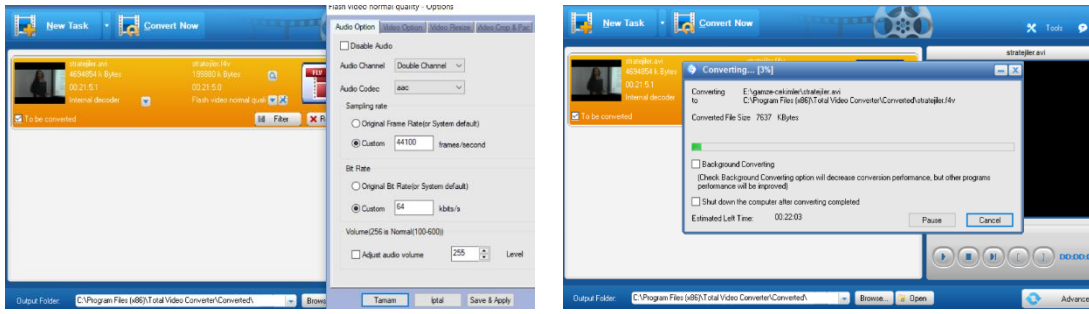 New Task
Convert Now
stratejiler.avi
4694854 k Bytes
00:21:5.1
Internal decoder
stratejiler.f4v
199980 k Bytes
00:21:5.0
Flash video normal quali
FLV
To be converted
Filter
Output Folder:
C:\Program Files (x86)\Total Video Converter\Converted\
Flash video normal quality - Options
Audio Option
Video Option
Video Resize
Video Crop & Pad
Disable Audio
Audio Channel
Double Channel
Audio Codec
aac
Sampling rate
Original Frame Rate(or System default)
Custom
44100
frames/second
Bit Rate
Original Bit Rate(or System default)
Custom
64
kbits/s
Volume(256 is Normal(100-600))
Adjust audio volume
255
Level
Tamam
İptal
Save & Apply
New Task
Convert Now
Tools
stratejiler.avi
stratejiler.avi
4694854 k Bytes
00:21:5.1
Internal decoder
To be converted
Converting... [3%]
Converting
E:\gamze-cekimler\stratejiler.avi
to
C:\Program Files (x86)\Total Video Converter\Converted\stratejiler.f4v
Converted File Size 7637 KBytes
Background Converting
(Check Background Converting option will decrease conversion performance, but other programs
performance will be improved)
Shut down the computer after converting completed
Estimated Left Time:
00:22:03
Pause
Cancel
Output Folder:
C:\Program Files (x86)\Total Video Converter\Converted\
Browse...
Open
Advance